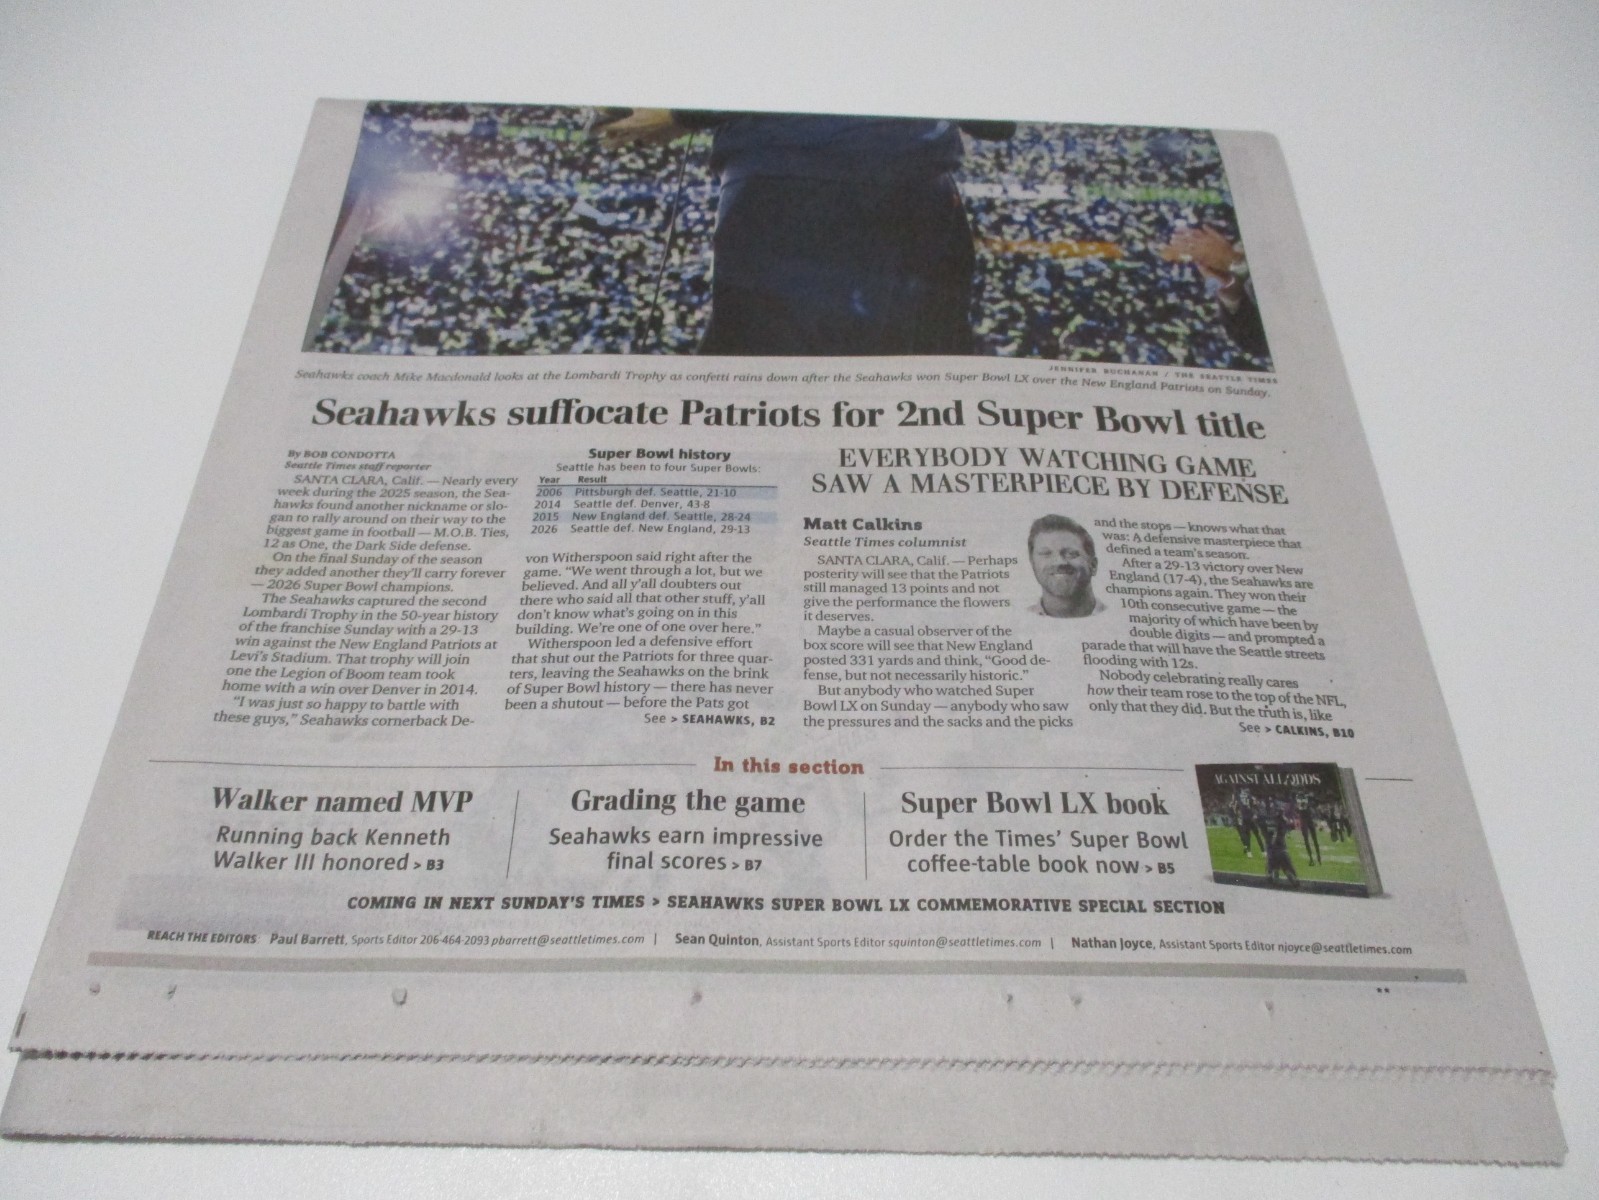 JENNIFER BUCHANAN / THE SEATTLE TIMES
Seahawks coach Mike Macdonald looks at the Lombardi Trophy as confetti rains down after the Seahawks won Super Bowl LX over the New England Patriots on Sunday.
Seahawks suffocate Patriots for 2nd Super Bowl title
By BOB CONDOTTA
Seattle Times staff reporter
SANTA CLARA, Calif. — Nearly every
week during the 2025 season, the Sea-
hawks found another nickname or slo-
gan to rally around on their way to the
biggest game in football — M.O.B. Ties,
12 as One, the Dark Side defense.
On the final Sunday of the season
they added another they'll carry forever
— 2026 Super Bowl champions.
The Seahawks captured the second
Lombardi Trophy in the 50-year history
of the franchise Sunday with a 29-13
win against the New England Patriots at
Levi's Stadium. That trophy will join
one the Legion of Boom team took
home with a win over Denver in 2014.
"I was just so happy to battle with
these guys," Seahawks cornerback De-
Super Bowl history
Seattle has been to four Super Bowls:
Year Result
2006 Pittsburgh def. Seattle, 21-10
2014 Seattle def. Denver, 43-8
2015 New England def. Seattle, 28-24
2026 Seattle def. New England, 29-13
von Witherspoon said right after the
game. "We went through a lot, but we
believed. And all y'all doubters out
there who said all that other stuff, y'all
don't know what's going on in this
building. We're one of one over here."
Witherspoon led a defensive effort
that shut out the Patriots for three quar-
ters, leaving the Seahawks on the brink
of Super Bowl history — there has never
been a shutout — before the Pats got
See > SEAHAWKS, B2
EVERYBODY WATCHING GAME
SAW A MASTERPIECE BY DEFENSE
Matt Calkins
Seattle Times columnist
SANTA CLARA, Calif. — Perhaps
posterity will see that the Patriots
still managed 13 points and not
give the performance the flowers
it deserves.
Maybe a casual observer of the
box score will see that New England
posted 331 yards and think, "Good de-
fense, but not necessarily historic."
But anybody who watched Super
Bowl LX on Sunday — anybody who saw
the pressures and the sacks and the picks
and the stops — knows what that
was: A defensive masterpiece that
defined a team's season.
After a 29-13 victory over New
England (17-4), the Seahawks are
champions again. They won their
10th consecutive game — the
majority of which have been by
double digits — and prompted a
parade that will have the Seattle streets
flooding with 12s.
Nobody celebrating really cares
how their team rose to the top of the NFL,
only that they did. But the truth is, like
See > CALKINS, B10
In this section
Walker named MVP
Running back Kenneth
Walker III honored > B3
Grading the game
Seahawks earn impressive
final scores > B7
Super Bowl LX book
Order the Times' Super Bowl
coffee-table book now > B5
AGAINST ALL ODDS
COMING IN NEXT SUNDAY'S TIMES > SEAHAWKS SUPER BOWL LX COMMEMORATIVE SPECIAL SECTION
REACH THE EDITORS Paul Barrett, Sports Editor 206-464-2093 pbarrett@seattletimes.com | Sean Quinton, Assistant Sports Editor squinton@seattletimes.com | Nathan Joyce, Assistant Sports Editor njoyce@seattletimes.com